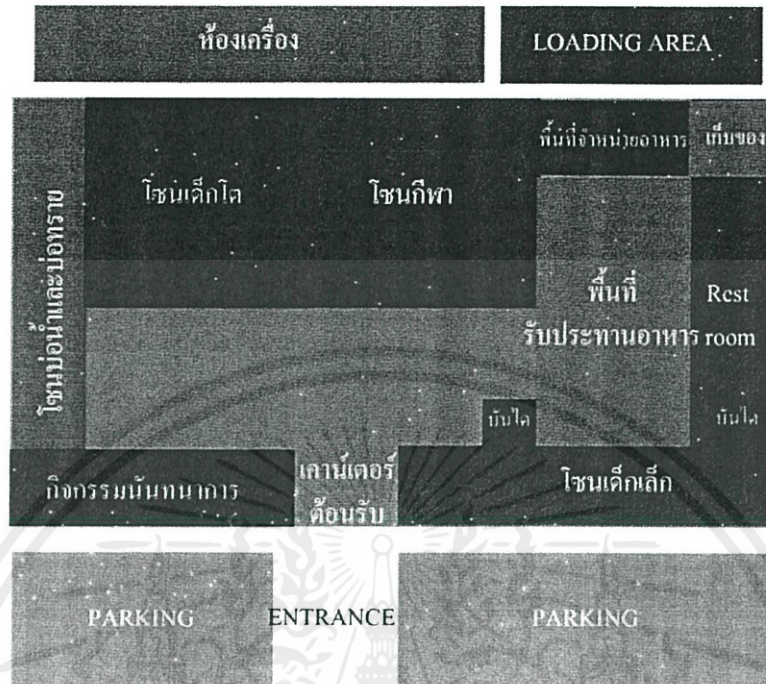 ห้องเครื่อง
LOADING AREA
โซนบ่อน้ำและบ่อทราย
โซนเด็กโต
โซนกีฬา
พื้นที่จำหน่ายอาหาร
เก็บของ
พื้นที่
รับประทานอาหาร
Rest
room
บันได
บันได
กิจกรรมนันทนาการ
เคาน์เตอร์
ต้อนรับ
โซนเด็กเล็ก
PARKING
ENTRANCE
PARKING